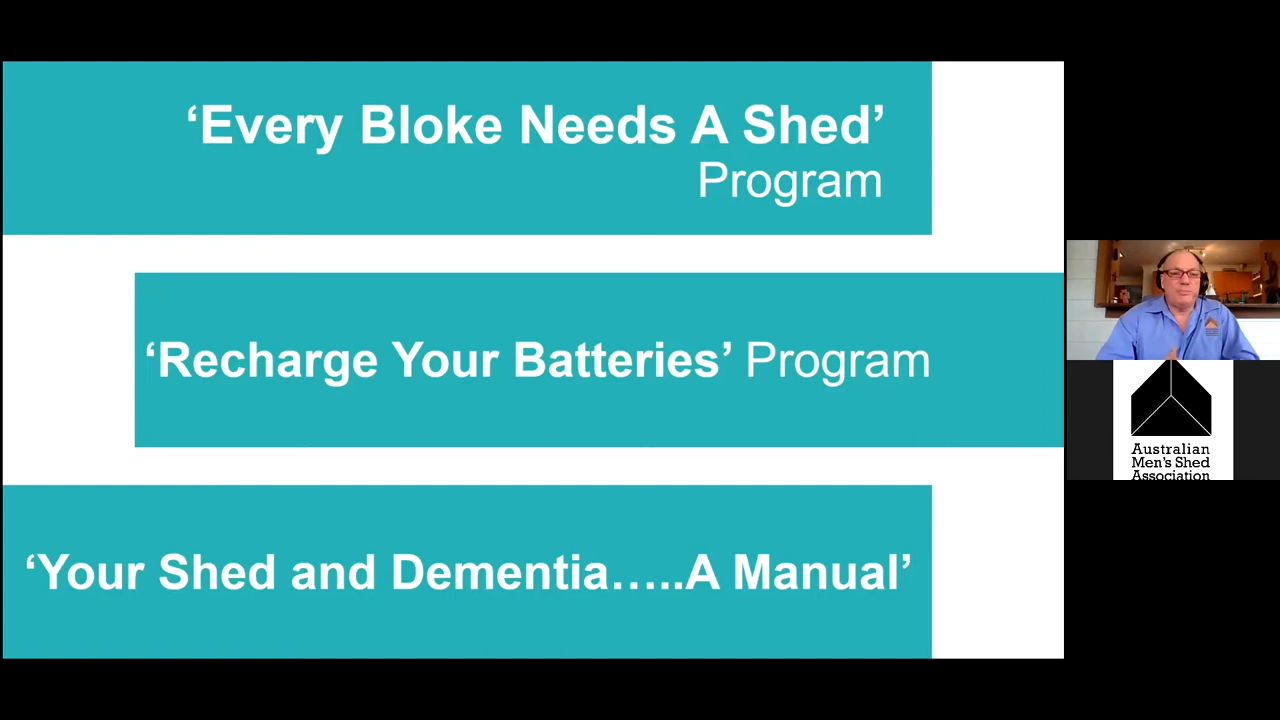 ‘Every Bloke Needs A Shed’
Program
‘Recharge Your Batteries’ Program
‘Your Shed and Dementia…..A Manual’
Australian
Men's Shed
Association